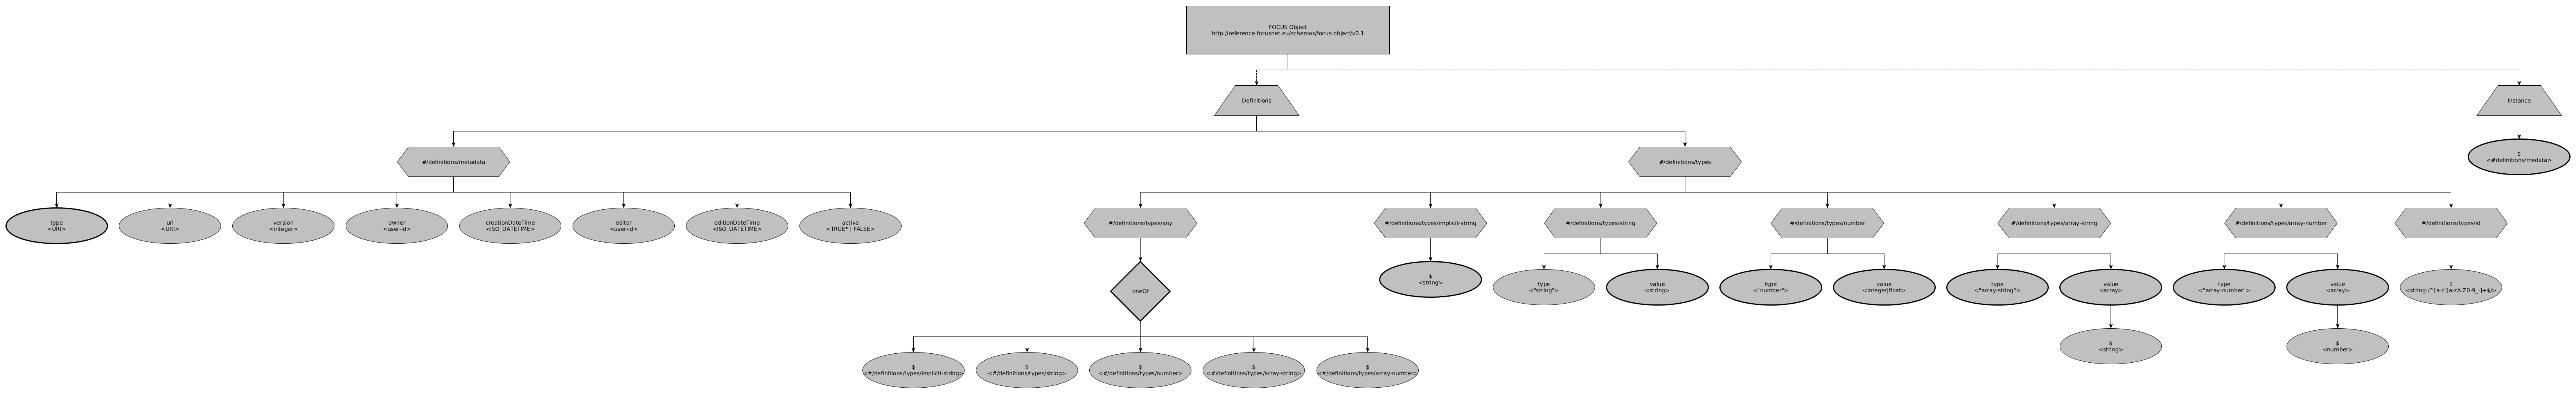 FOCUS Object
http://reference.focusnet.eu/schemas/focus-object/v0.1
Definitions
Instance
#/definitions/metadata
#/definitions/types
$
<#definitions/medata>
type
<URI>
url
<URI>
version
<integer>
owner
<user-id>
creationDateTime
<ISO_DATETIME>
editor
<user-id>
editionDateTime
<ISO_DATETIME>
active
<TRUE* | FALSE>
#/definitions/types/any
#/definitions/types/implicit-string
#/definitions/types/string
#/definitions/types/number
#/definitions/types/array-string
#/definitions/types/array-number
#/definitions/types/id
oneOf
$
<string>
type
<"string">
value
<string>
type
<"number">
value
<integer|float>
type
<"array-string">
value
<array>
type
<"array-number">
value
<array>
$
<string:/^[a-z][a-zA-Z0-9_-]+$/>
$
<string>
$
<number>
$
<#/definitions/types/implicit-string>
$
<#/definitions/types/string>
$
<#/definitions/types/number>
$
<#/definitions/types/array-string>
$
<#/definitions/types/array-number>